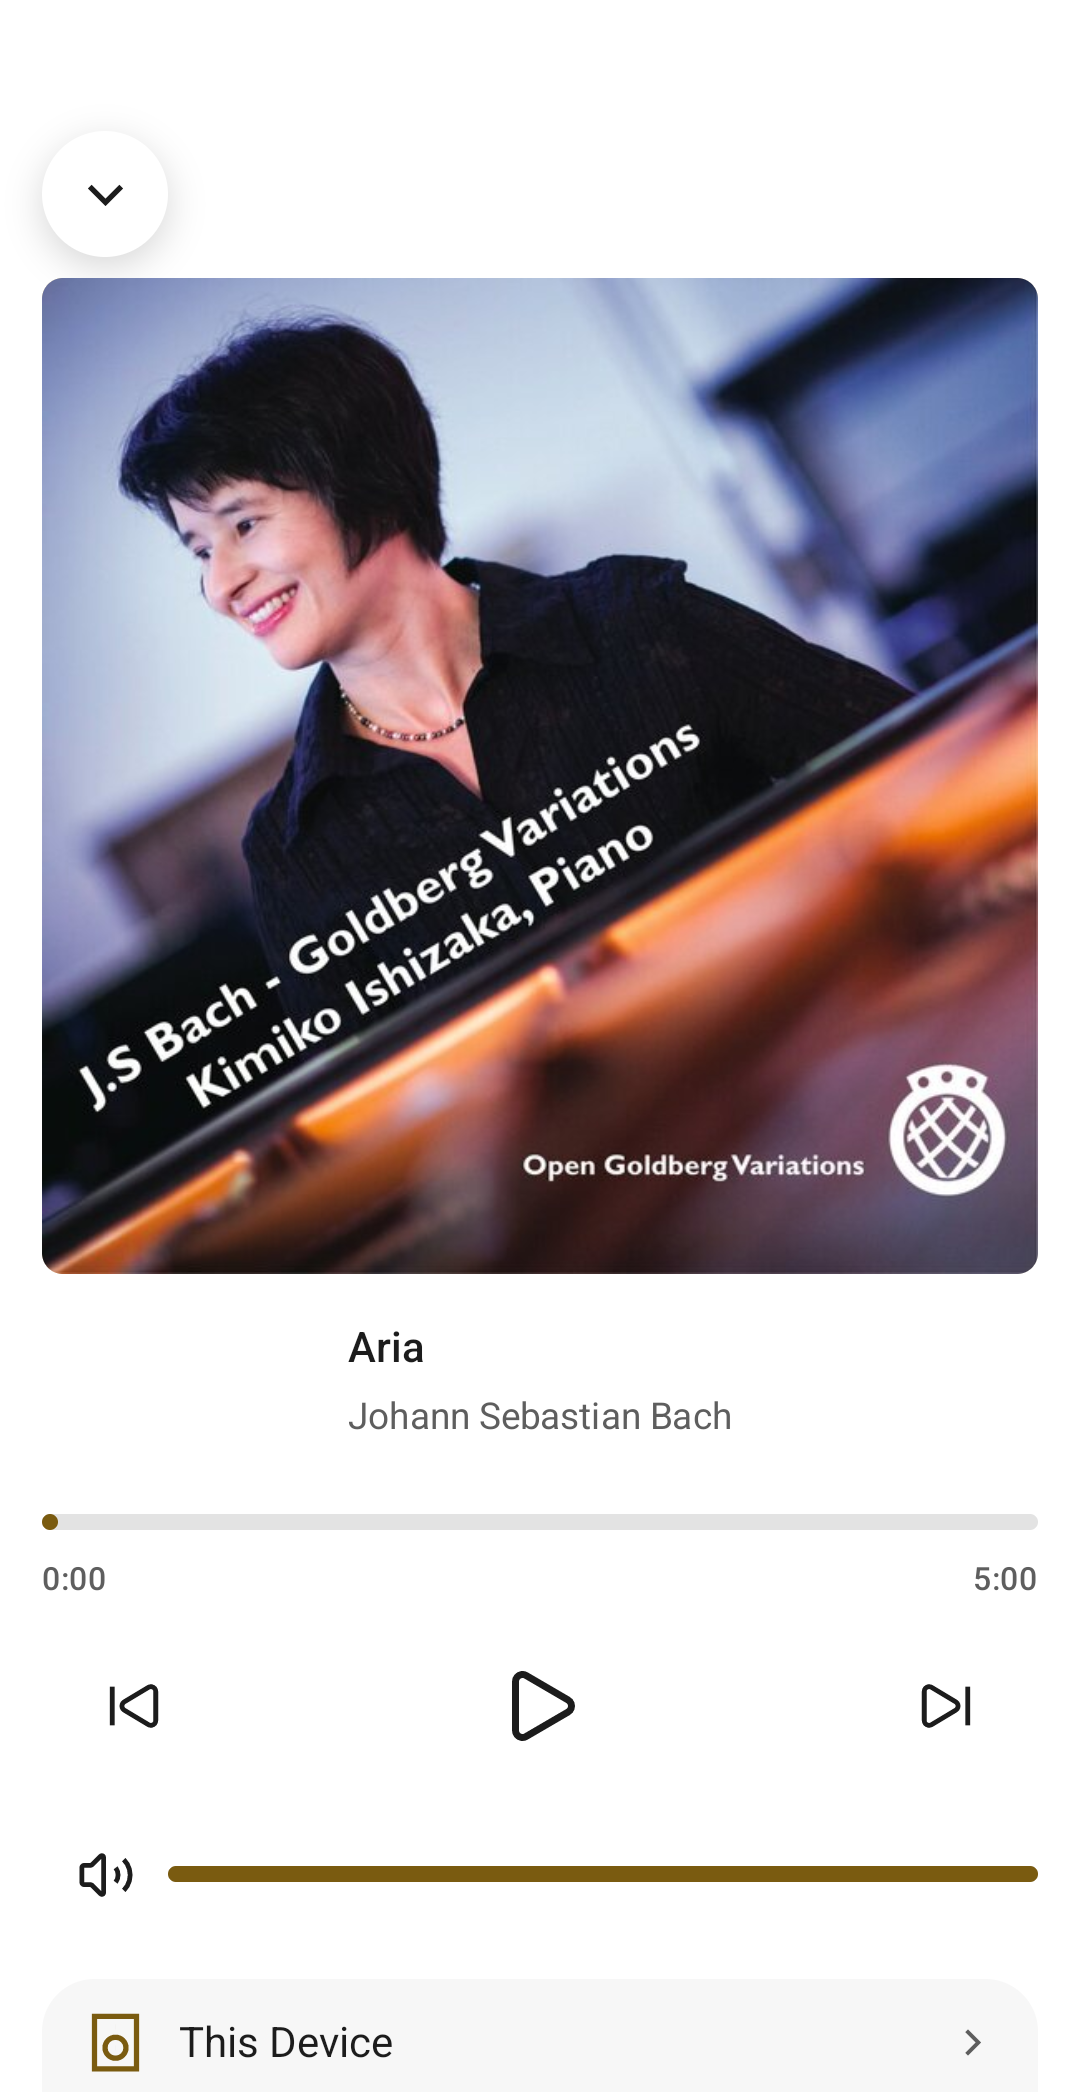 J.S Bach - Goldberg Variations
Kimiko Ishizaka, Piano
Open Goldberg Variations
Aria
Johann Sebastian Bach
0:00
5:00
This Device